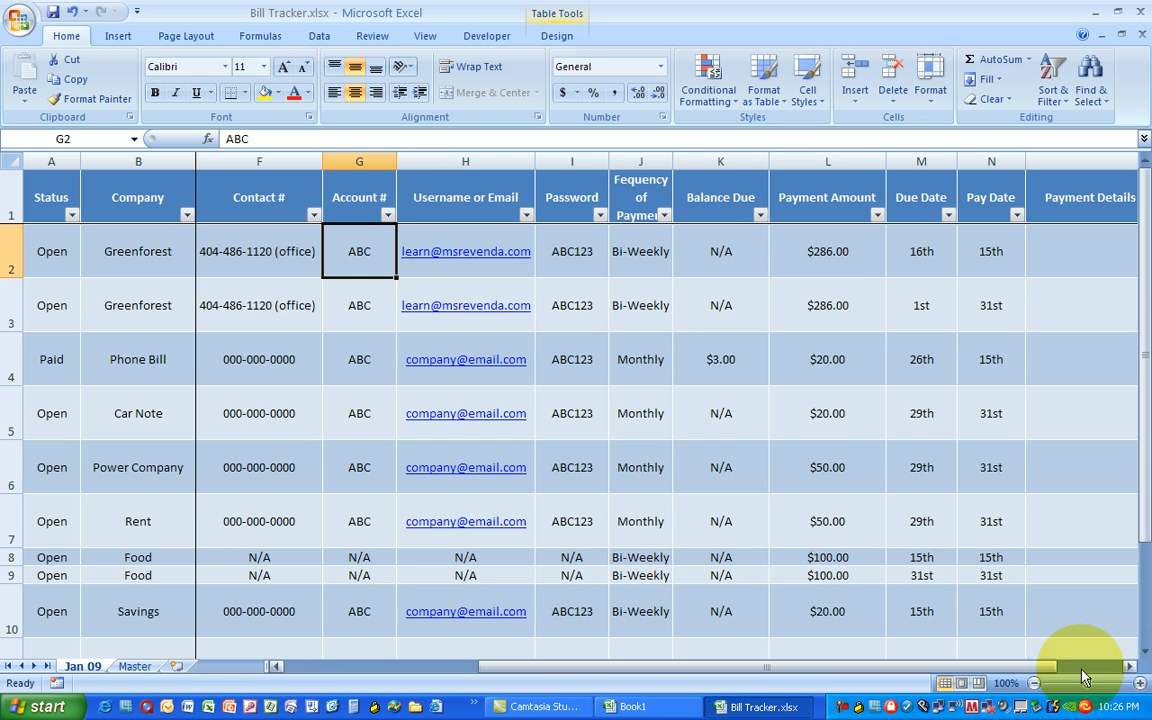 Bill Tracker.xlsx - Microsoft Excel
Table Tools
Home Insert Page Layout Formulas Data Review View Developer Design
Paste
Cut
Copy
Format Painter
Clipboard
Calibri 11
B I U
Font
Wrap Text
Merge & Center
Alignment
General
$ % ,
Number
Conditional Formatting
Format as Table
Cell Styles
Styles
Insert
Delete
Format
Cells
Σ AutoSum
Fill
Clear
Sort & Filter
Find & Select
Editing
G2 fx ABC
A B F G H I J K L M N
1 Status Company Contact # Account # Username or Email Password Fequency of Paymer Balance Due Payment Amount Due Date Pay Date Payment Details
2 Open Greenforest 404-486-1120 (office) ABC learn@msrevenda.com ABC123 Bi-Weekly N/A $286.00 16th 15th
3 Open Greenforest 404-486-1120 (office) ABC learn@msrevenda.com ABC123 Bi-Weekly N/A $286.00 1st 31st
4 Paid Phone Bill 000-000-0000 ABC company@email.com ABC123 Monthly $3.00 $20.00 26th 15th
5 Open Car Note 000-000-0000 ABC company@email.com ABC123 Monthly N/A $20.00 29th 31st
6 Open Power Company 000-000-0000 ABC company@email.com ABC123 Monthly N/A $50.00 29th 31st
7 Open Rent 000-000-0000 ABC company@email.com ABC123 Monthly N/A $50.00 29th 31st
8 Open Food N/A N/A N/A N/A Bi-Weekly N/A $100.00 15th 15th
9 Open Food N/A N/A N/A N/A Bi-Weekly N/A $100.00 31st 31st
10 Open Savings 000-000-0000 ABC company@email.com ABC123 Bi-Weekly N/A $20.00 15th 15th
Jan 09 Master
Ready 100%
start Camtasia Stu... Book1 Bill Tracker.xlsx 10:26 PM